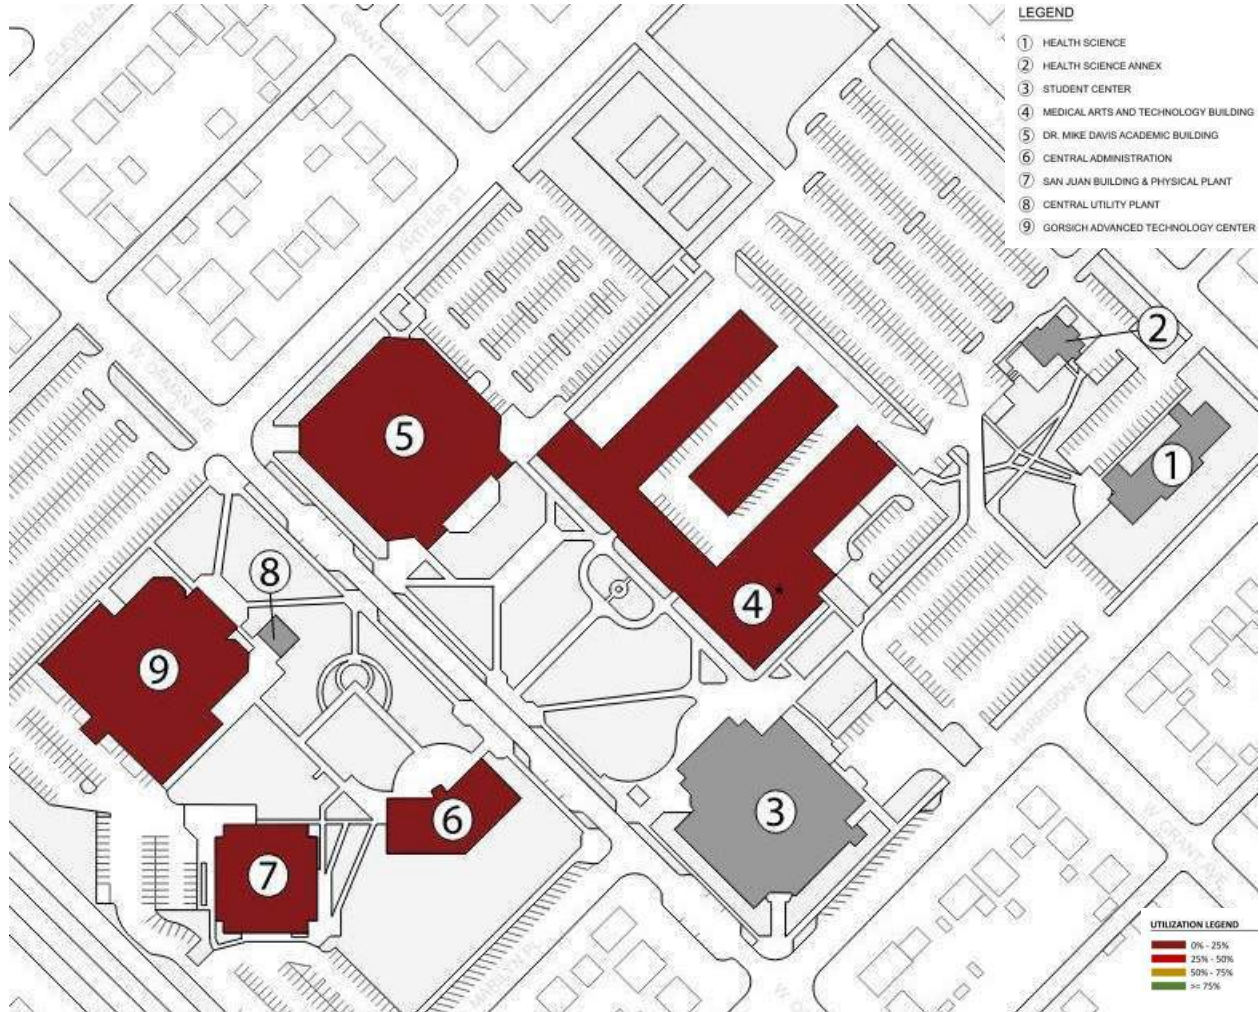 LEGEND
1 HEALTH SCIENCE
2 HEALTH SCIENCE ANNEX
3 STUDENT CENTER
4 MEDICAL ARTS AND TECHNOLOGY BUILDING
5 DR. MIKE DAVIS ACADEMIC BUILDING
6 CENTRAL ADMINISTRATION
7 SAN JUAN BUILDING & PHYSICAL PLANT
8 CENTRAL UTILITY PLANT
9 GORSICH ADVANCED TECHNOLOGY CENTER
GRANT AVE
ARTHUR ST.
W. ORMAN AVE
2
1
5
8
4
*
9
HARRISON ST.
3
6
7
W. GRANT AVE.
UTILIZATION LEGEND
0% - 25%
25% - 50%
50% - 75%
>= 75%